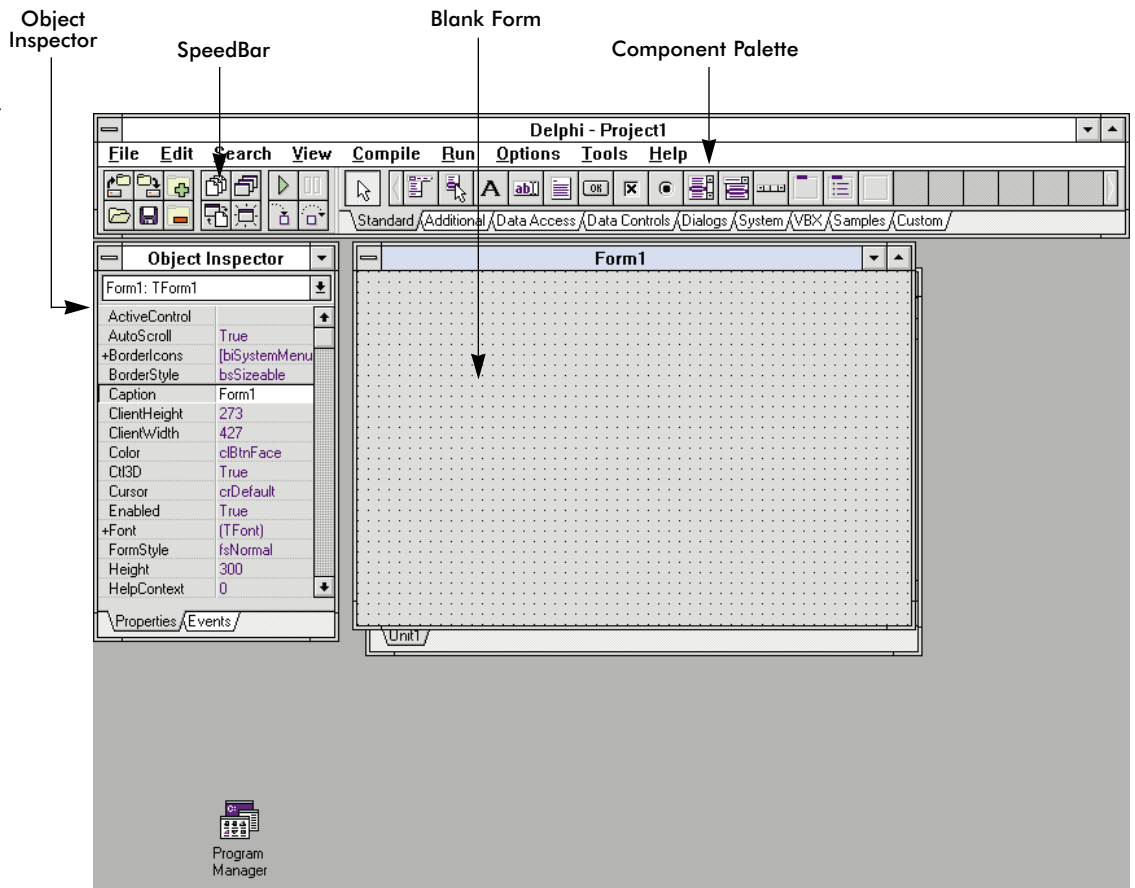 Object
Inspector
SpeedBar
Blank Form
Component Palette
Delphi - Project1
File Edit Search View Compile Run Options Tools Help
A ab OK
Standard Additional Data Access Data Controls Dialogs System VBX Samples Custom
Object Inspector
Form1: TForm1
ActiveControl
AutoScroll True
+BorderIcons [biSystemMenu
BorderStyle bsSizeable
Caption Form1
ClientHeight 273
ClientWidth 427
Color clBtnFace
Ctl3D True
Cursor crDefault
Enabled True
+Font (TFont)
FormStyle fsNormal
Height 300
HelpContext 0
Properties Events
Form1
Unit1
C:
Program
Manager